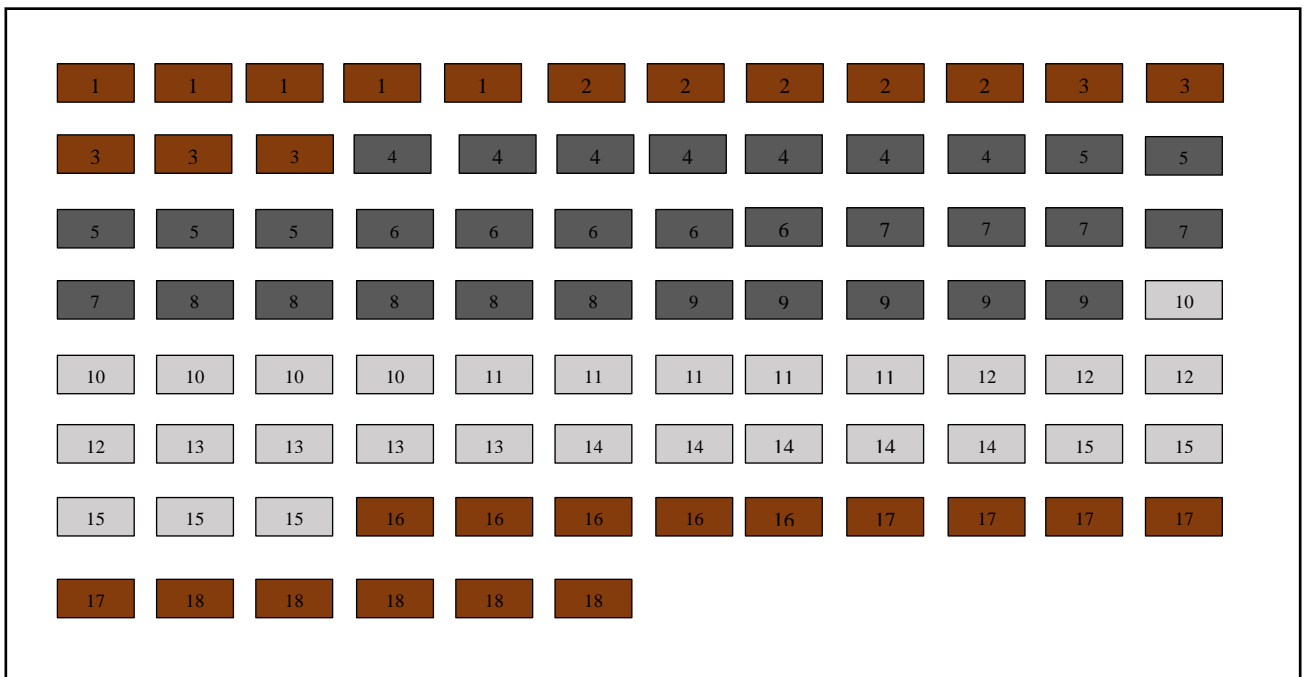 1 1 1 1 1 2 2 2 2 2 3 3
3 3 3 4 4 4 4 4 4 4 5 5
5 5 5 6 6 6 6 6 7 7 7 7
7 8 8 8 8 8 9 9 9 9 9 10
10 10 10 10 11 11 11 11 11 12 12 12
12 13 13 13 13 14 14 14 14 14 15 15
15 15 15 16 16 16 16 16 17 17 17 17
17 18 18 18 18 18